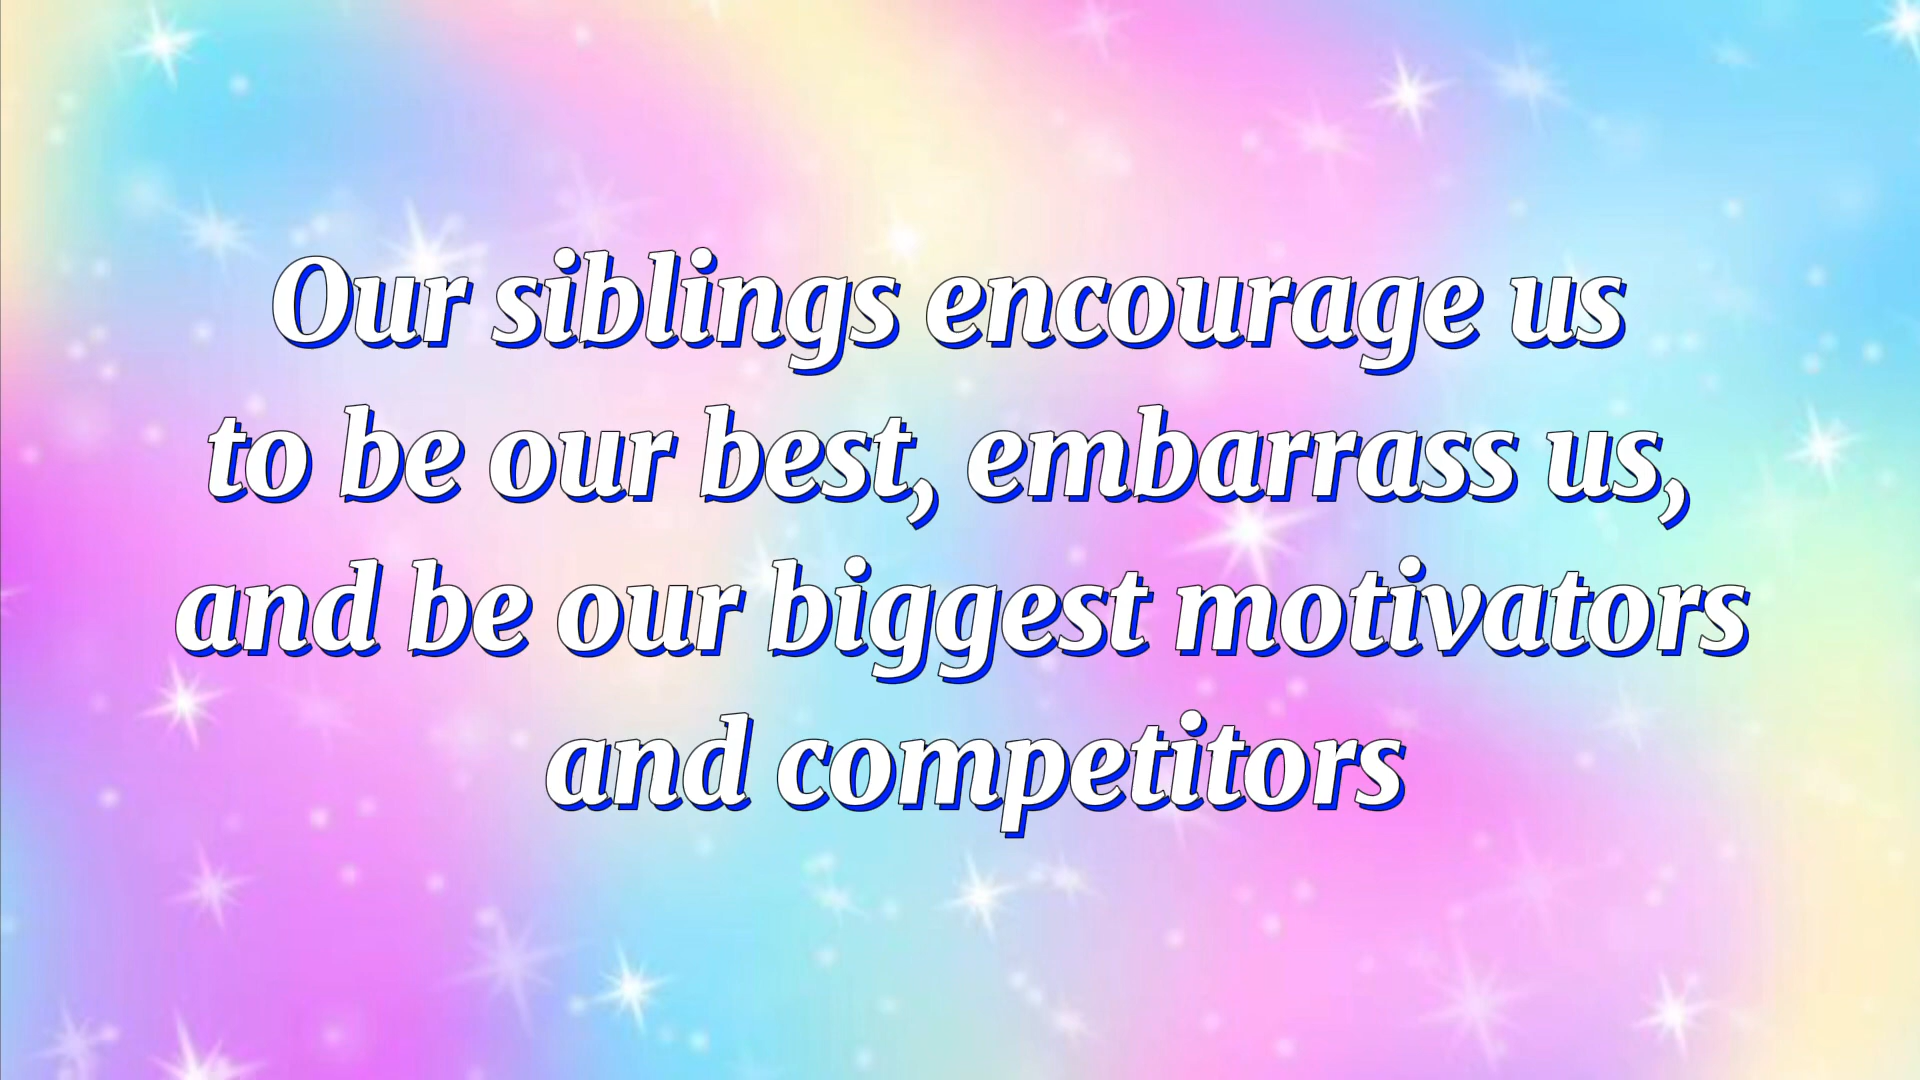 Our siblings encourage us
to be our best, embarrass us,
and be our biggest motivators
and competitors